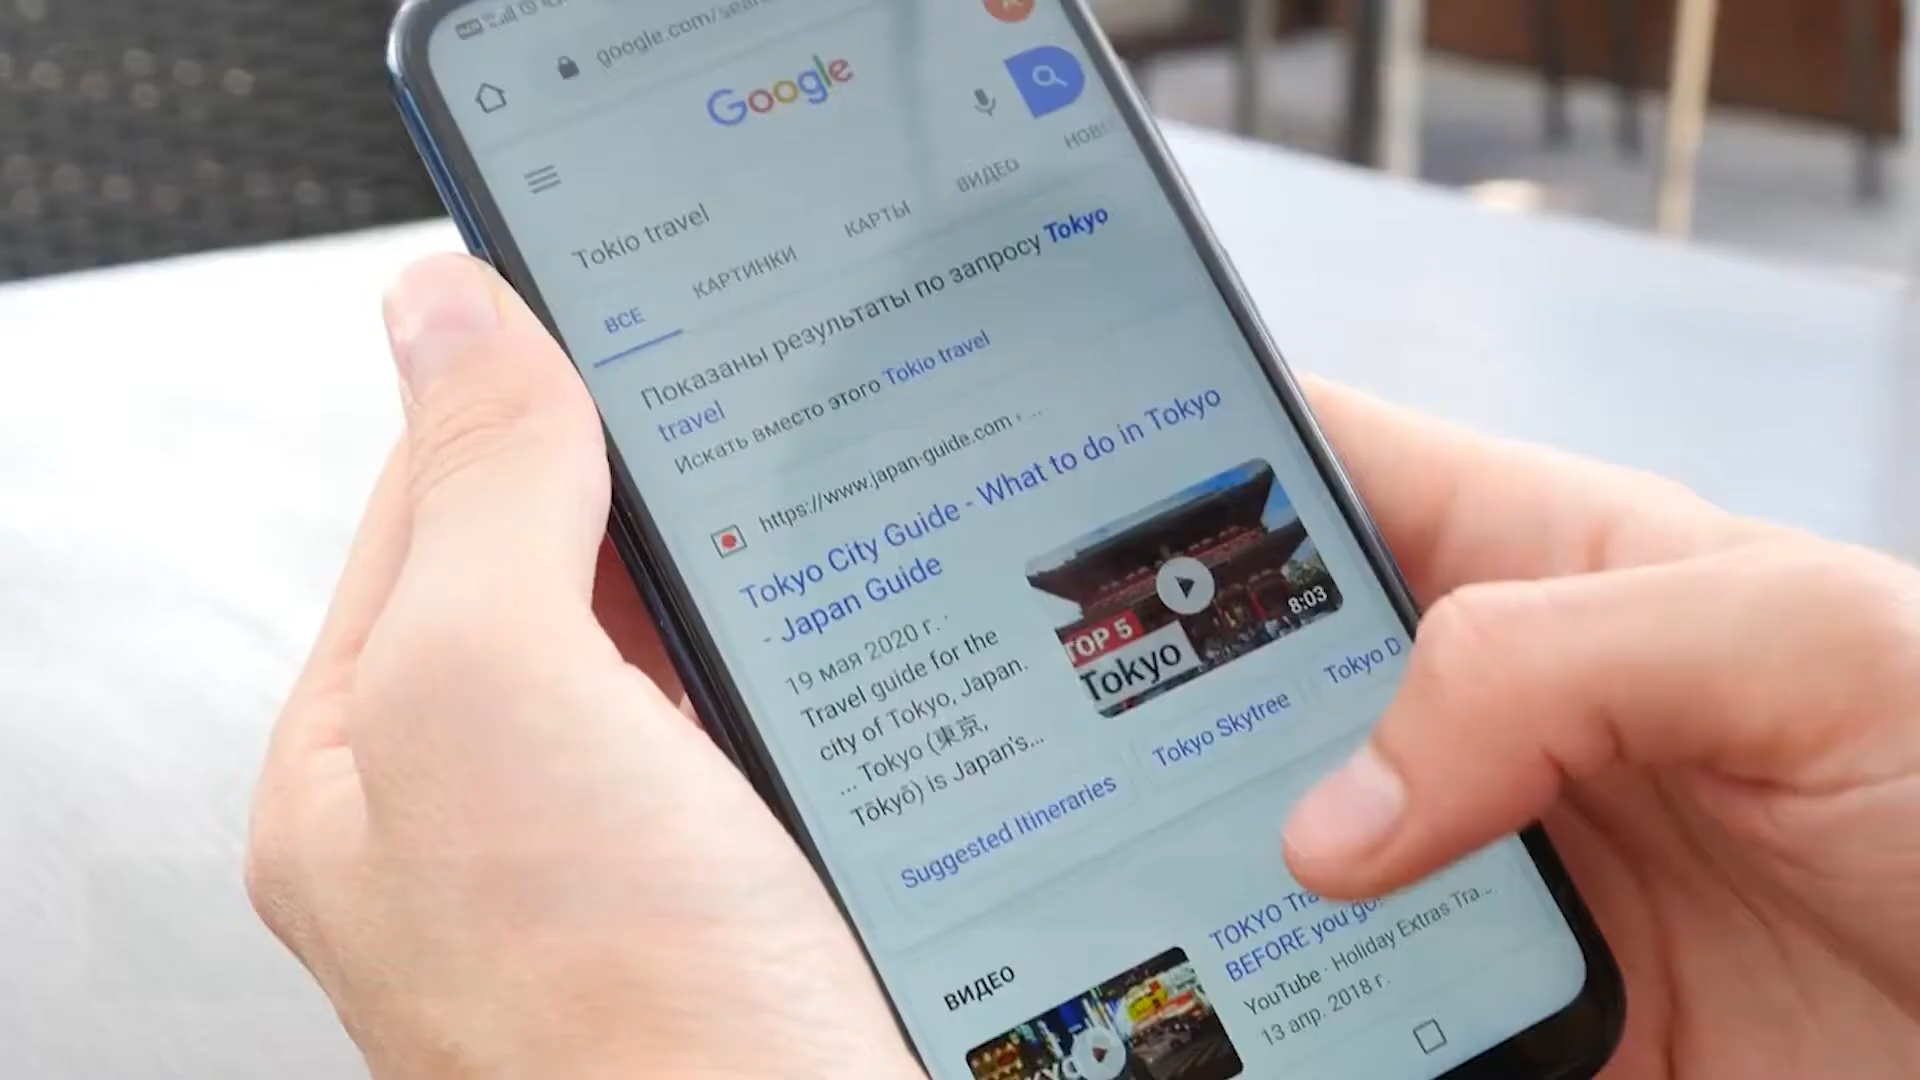 google.com/sear
Google
Tokio travel
ВСЕ КАРТИНКИ КАРТЫ ВИДЕО НОВО
Показаны результаты по запросу Tokyo
travel
Искать вместо этого Tokio travel
https://www.japan-guide.com › ...
Tokyo City Guide - What to do in Tokyo
- Japan Guide
19 мая 2020 г. ·
Travel guide for the
city of Tokyo, Japan.
... Tokyo (東京,
Tōkyō) is Japan's...
TOP 5
Tokyo
8:03
Suggested Itineraries
Tokyo Skytree
Tokyo D
ВИДЕО
TOKYO Tra
BEFORE you go!
YouTube · Holiday Extras Tra...
13 апр. 2018 г.